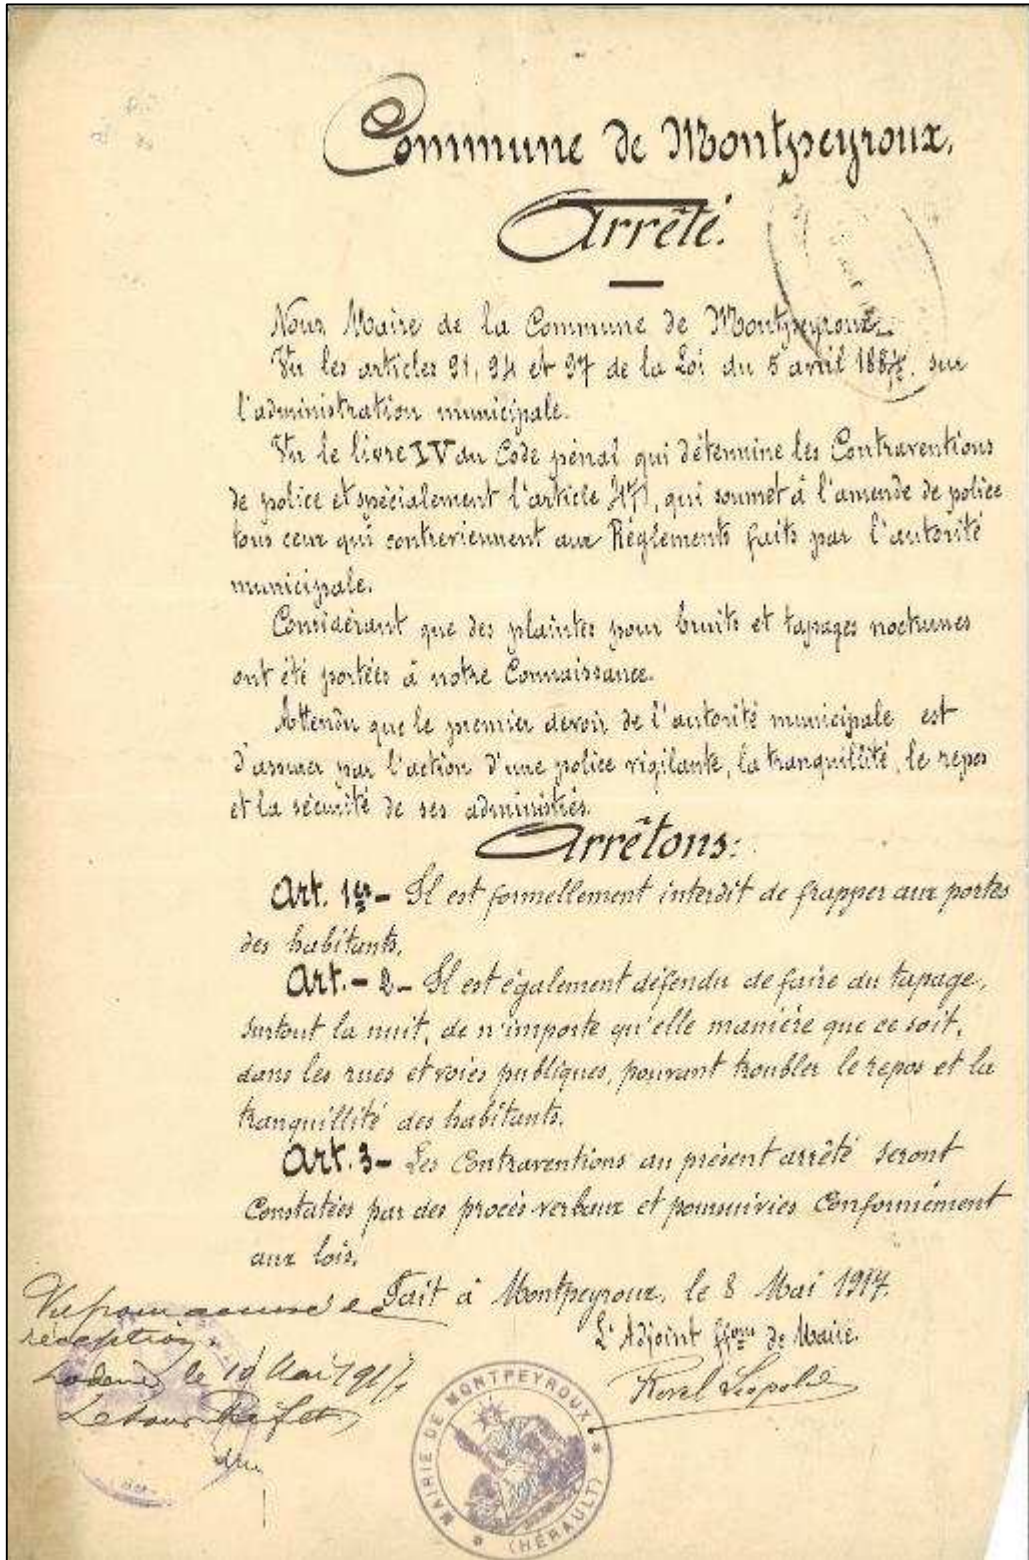 Commune de Montpeyroux.
Arrêté.
Nous Maire de la Commune de Montpeyroux.
Vu les articles 91, 94 et 97 de la Loi du 5 avril 1884. sur
l'administration municipale.
Vu le livre IV du Code pénal qui détermine les Contraventions
de police et spécialement l'article 471, qui soumet à l'amende de police
tous ceux qui contreviennent aux Règlements faits par l'autorité
municipale.
Considérant que des plaintes pour bruits et tapages nocturnes
ont été portées à notre Connaissance.
Attendu que le premier devoir de l'autorité municipale est
d'assurer par l'action d'une police vigilante, la tranquillité, le repos
et la sécurité de ses administrés.
Arrêtons:
Art. 1er - Il est formellement interdit de frapper aux portes
des habitants.
Art. - 2 - Il est également défendu de faire du tapage,
surtout la nuit, de n'importe qu'elle manière que ce soit,
dans les rues et voies publiques, pouvant troubler le repos et la
tranquillité des habitants.
Art. 3 - Les Contraventions au présent arrêté seront
Constatées par des procès-verbaux et poursuivies Conformément
aux lois.
Fait à Montpeyroux, le 8 Mai 1917.
L'Adjoint ffons de Maire.
Léopold
Vu pour accusé de
réception.
Lodève, le 10 Mai 1917
Le Sous Préfet
MAIRIE DE MONTPEYROUX
(HÉRAULT)